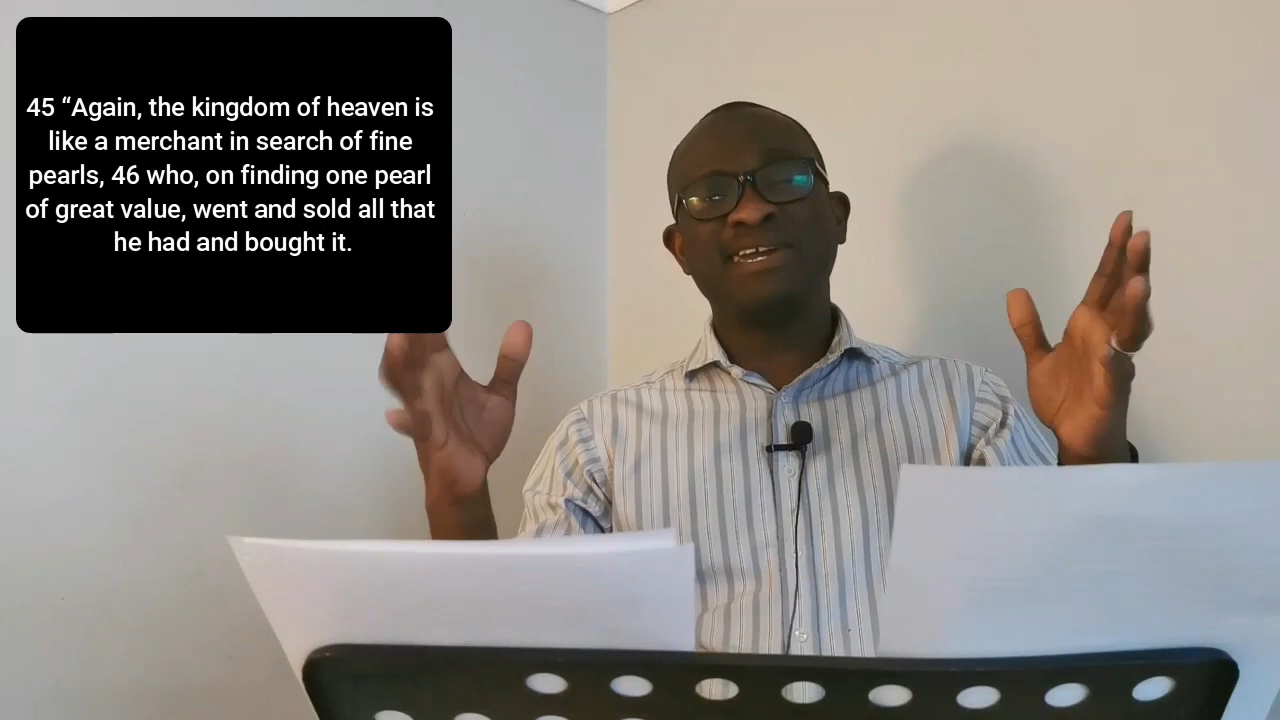 45 “Again, the kingdom of heaven is
like a merchant in search of fine
pearls, 46 who, on finding one pearl
of great value, went and sold all that
he had and bought it.